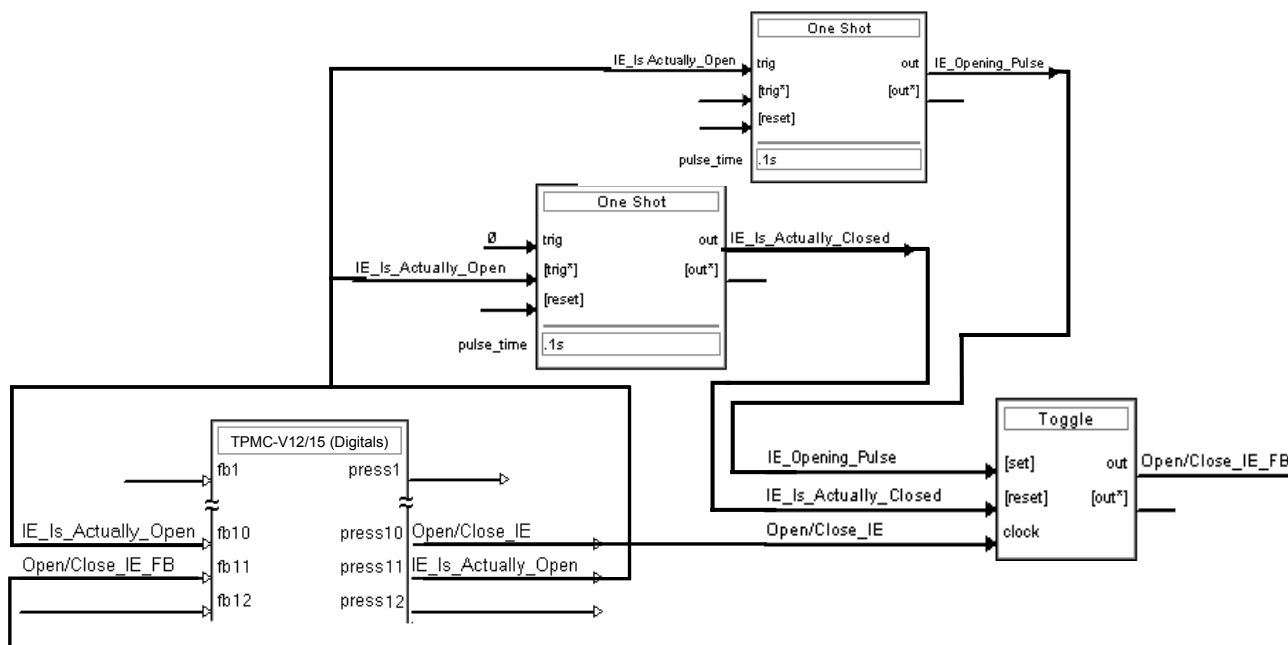 One Shot
IE_Is Actually_Open
trig
out
IE_Opening_Pulse
[trig*]
[out*]
[reset]
pulse_time
.1s
One Shot
Ø
trig
out
IE_Is_Actually_Closed
IE_Is_Actually_Open
[trig*]
[out*]
[reset]
pulse_time
.1s
TPMC-V12/15 (Digitals)
fb1
press1
IE_Is_Actually_Open
fb10
press10
Open/Close_IE
Open/Close_IE_FB
fb11
press11
IE_Is_Actually_Open
fb12
press12
Toggle
IE_Opening_Pulse
[set]
out
Open/Close_IE_FB
IE_Is_Actually_Closed
[reset]
[out*]
Open/Close_IE
clock